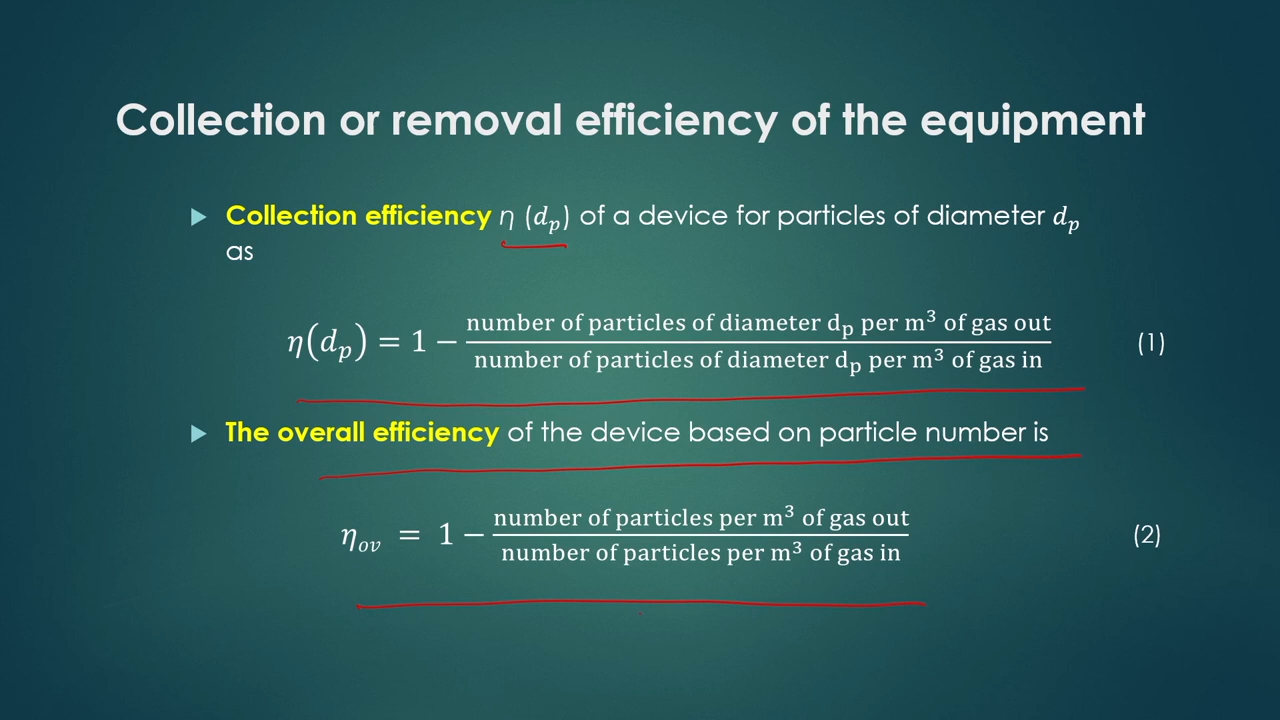 Collection or removal efficiency of the equipment
Collection efficiency η (d_p) of a device for particles of diameter d_p
as
η(d_p) = 1 − (number of particles of diameter d_p per m³ of gas out)/(number of particles of diameter d_p per m³ of gas in) (1)
The overall efficiency of the device based on particle number is
η_ov = 1 − (number of particles per m³ of gas out)/(number of particles per m³ of gas in) (2)